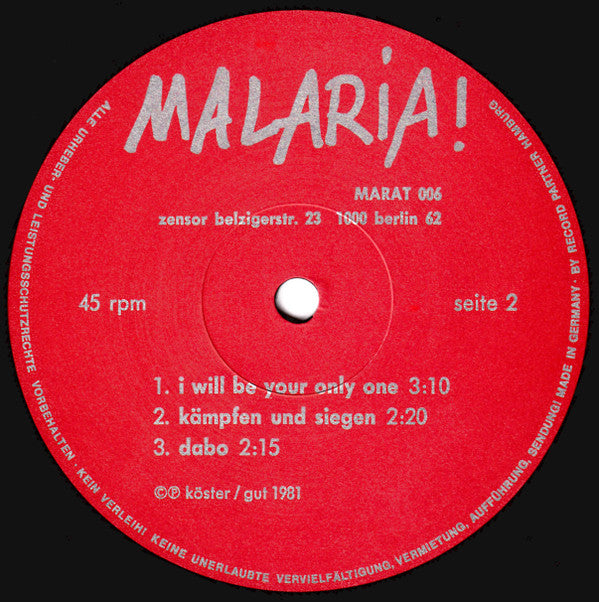 MALARiA!
MARAT 006
zensor belzigerstr. 23 1000 berlin 62
45 rpm
seite 2
1. i will be your only one 3:10
2. kämpfen und siegen 2:20
3. dabo 2:15
©℗ köster / gut 1981
ALLE URHEBER- UND LEISTUNGSSCHUTZRECHTE VORBEHALTEN · KEIN VERLEIH! KEINE UNERLAUBTE VERVIELFÄLTIGUNG, VERMIETUNG, AUFFÜHRUNG, SENDUNG! MADE IN GERMANY · BY RECORD PARTNER HAMBURG